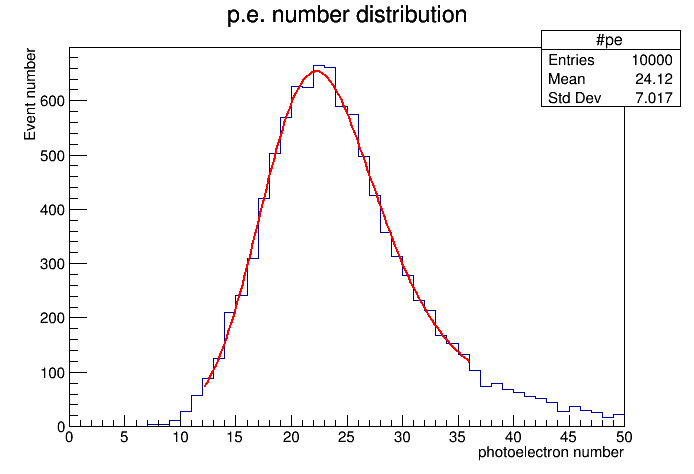 p.e. number distribution
#pe
Entries 10000
Mean 24.12
Std Dev 7.017
Event number
600
500
400
300
200
100
0
0 5 10 15 20 25 30 35 40 45 50
photoelectron number